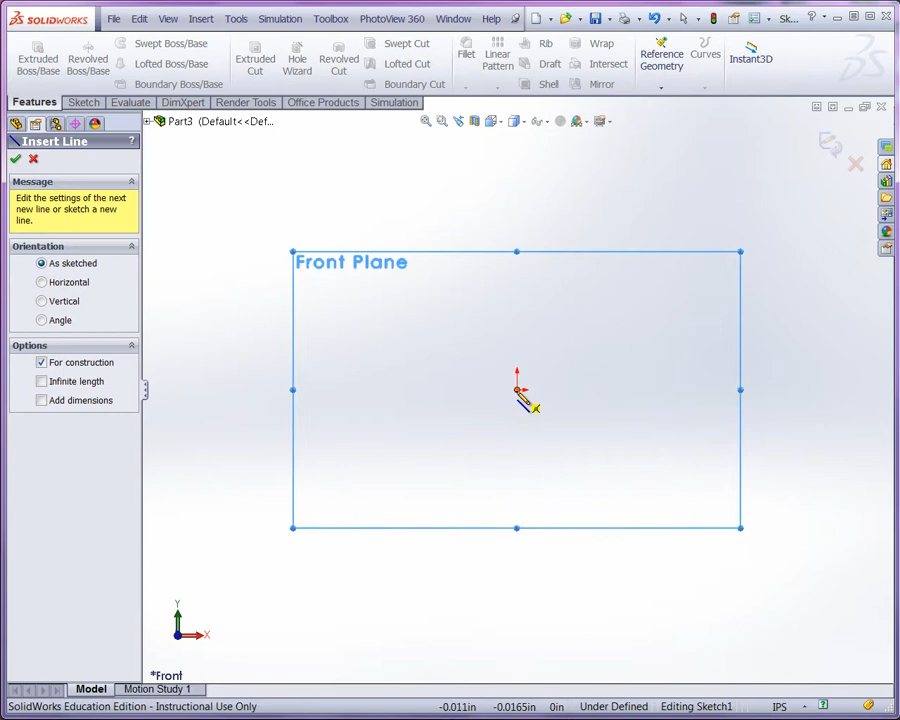 SOLIDWORKS File Edit View Insert Tools Simulation Toolbox PhotoView 360 Window Help Sk... ?
Extruded Boss/Base
Revolved Boss/Base
Swept Boss/Base
Lofted Boss/Base
Boundary Boss/Base
Extruded Cut
Hole Wizard
Revolved Cut
Swept Cut
Lofted Cut
Boundary Cut
Fillet
Linear Pattern
Rib
Draft
Shell
Wrap
Intersect
Mirror
Reference Geometry
Curves
Instant3D
Features Sketch Evaluate DimXpert Render Tools Office Products Simulation
Part3 (Default<<Def...
Insert Line ?
Message
Edit the settings of the next
new line or sketch a new
line.
Orientation
As sketched
Horizontal
Vertical
Angle
Options
For construction
Infinite length
Add dimensions
Front Plane
Y
X
*Front
Model Motion Study 1
SolidWorks Education Edition - Instructional Use Only -0.011in -0.0165in 0in Under Defined Editing Sketch1 IPS ?